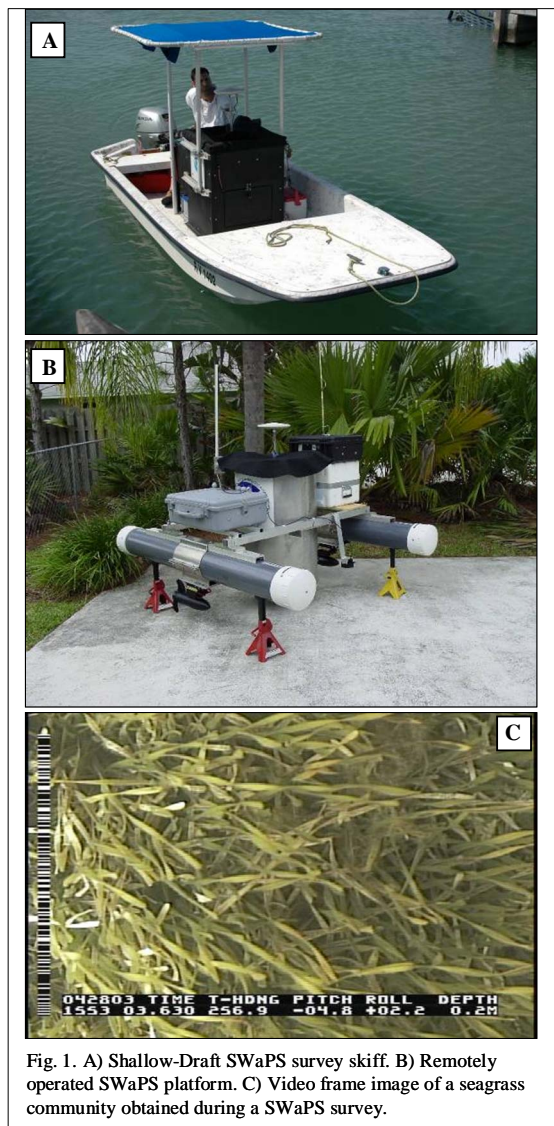 A
B
C
042803 TIME T-HDNG PITCH ROLL DEPTH
1553 03.630 256.9 -04.8 +02.2 0.2M
Fig. 1. A) Shallow-Draft SWaPS survey skiff. B) Remotely
operated SWaPS platform. C) Video frame image of a seagrass
community obtained during a SWaPS survey.